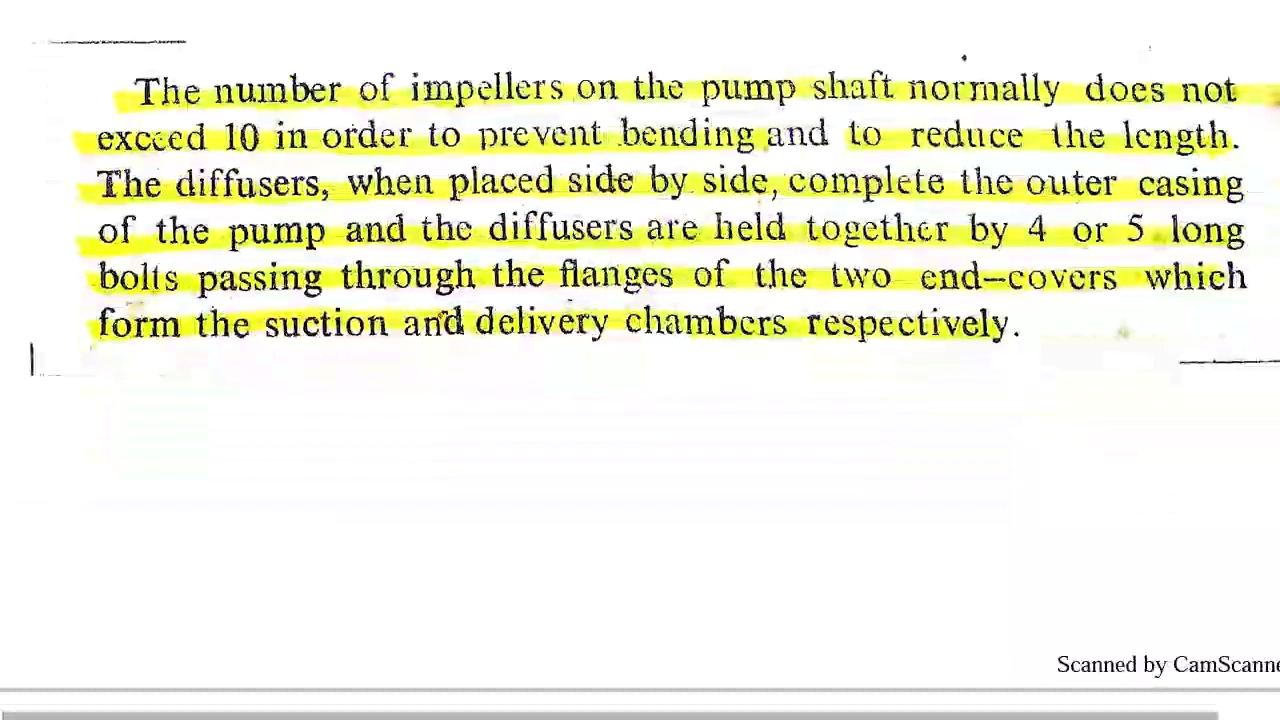 The number of impellers on the pump shaft normally does not
exceed 10 in order to prevent bending and to reduce the length.
The diffusers, when placed side by side, complete the outer casing
of the pump and the diffusers are held together by 4 or 5 long
bolts passing through the flanges of the two end-covers which
form the suction and delivery chambers respectively.
Scanned by CamScanne